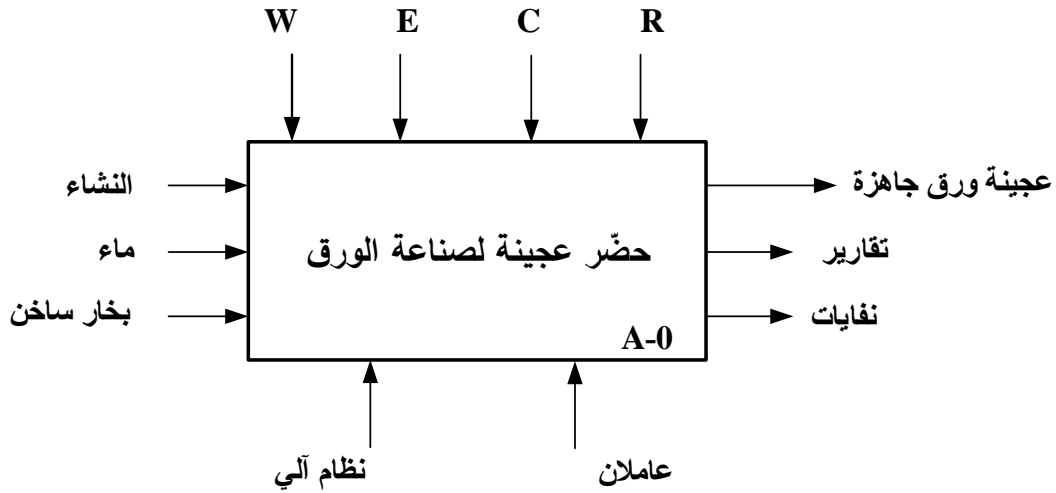 W E C R
النشاء
ماء
بخار ساخن
حضّر عجينة لصناعة الورق
A-0
عجينة ورق جاهزة
تقارير
نفايات
نظام آلي
عاملان